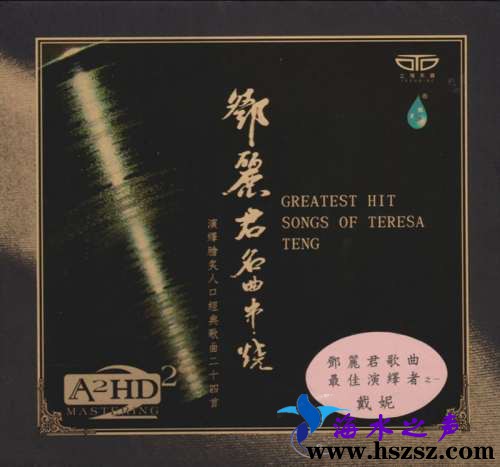 鄧麗君名曲串燒
演繹膾炙人口經典歌曲二十四首
GREATEST HIT
SONGS OF TERESA
TENG
A2HD2
MASTERING
鄧麗君歌曲
最佳演繹者之一
戴妮
海水之声
www.hszsz.com